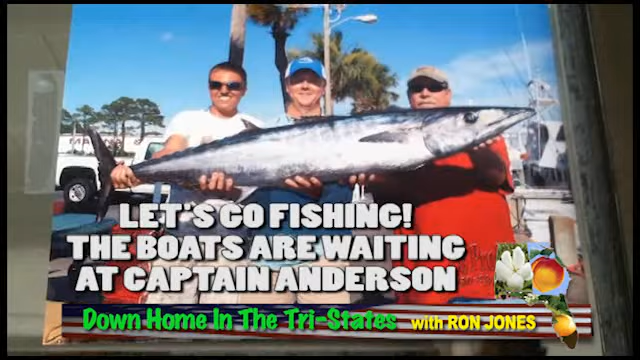 LET'S GO FISHING!
THE BOATS ARE WAITING
AT CAPTAIN ANDERSON
Down Home In The Tri-States with RON JONES